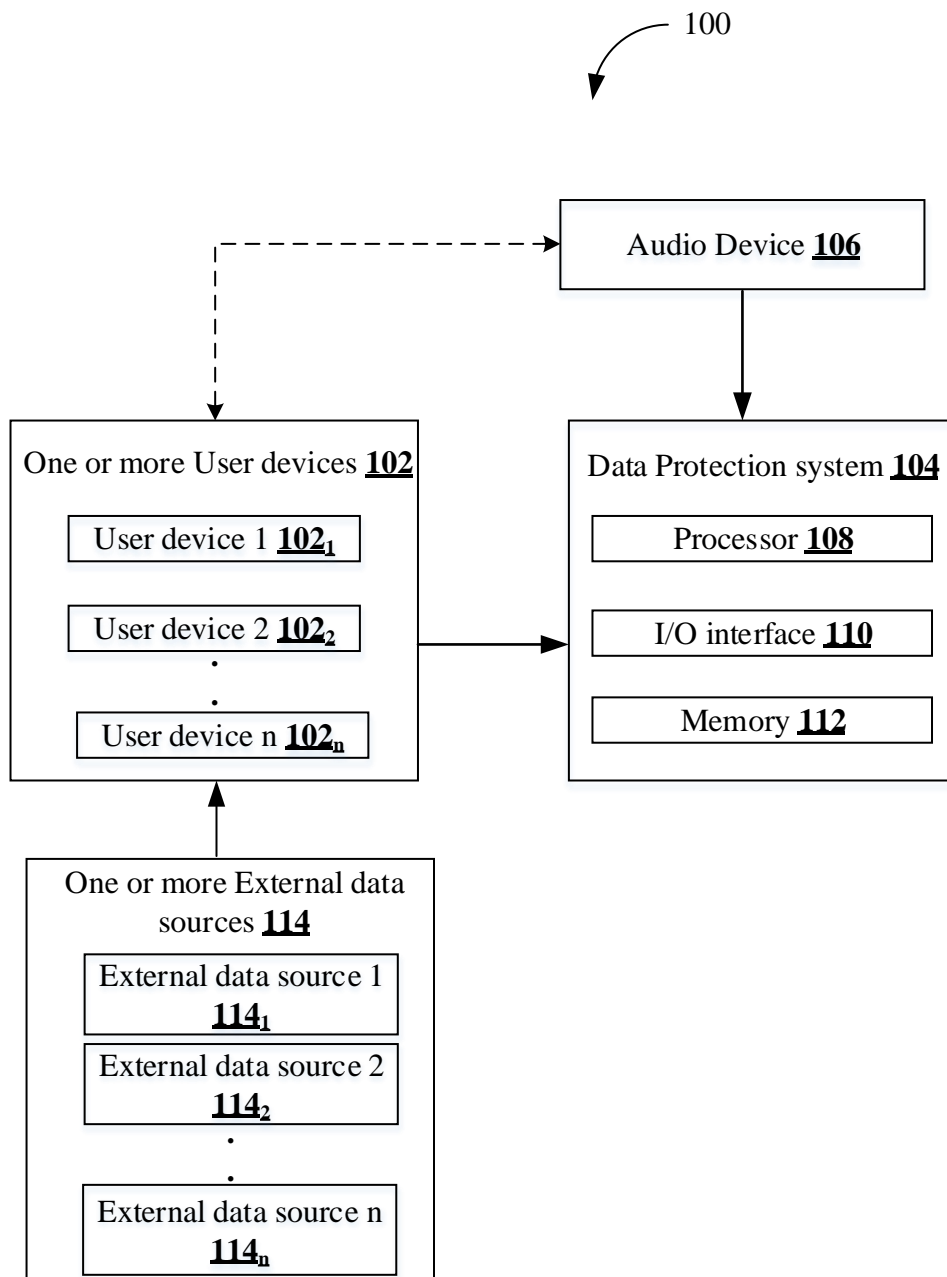 100
Audio Device 106
One or more User devices 102
User device 1 102₁
User device 2 102₂
.
.
User device n 102ₙ
Data Protection system 104
Processor 108
I/O interface 110
Memory 112
One or more External data
sources 114
External data source 1
114₁
External data source 2
114₂
.
.
External data source n
114ₙ